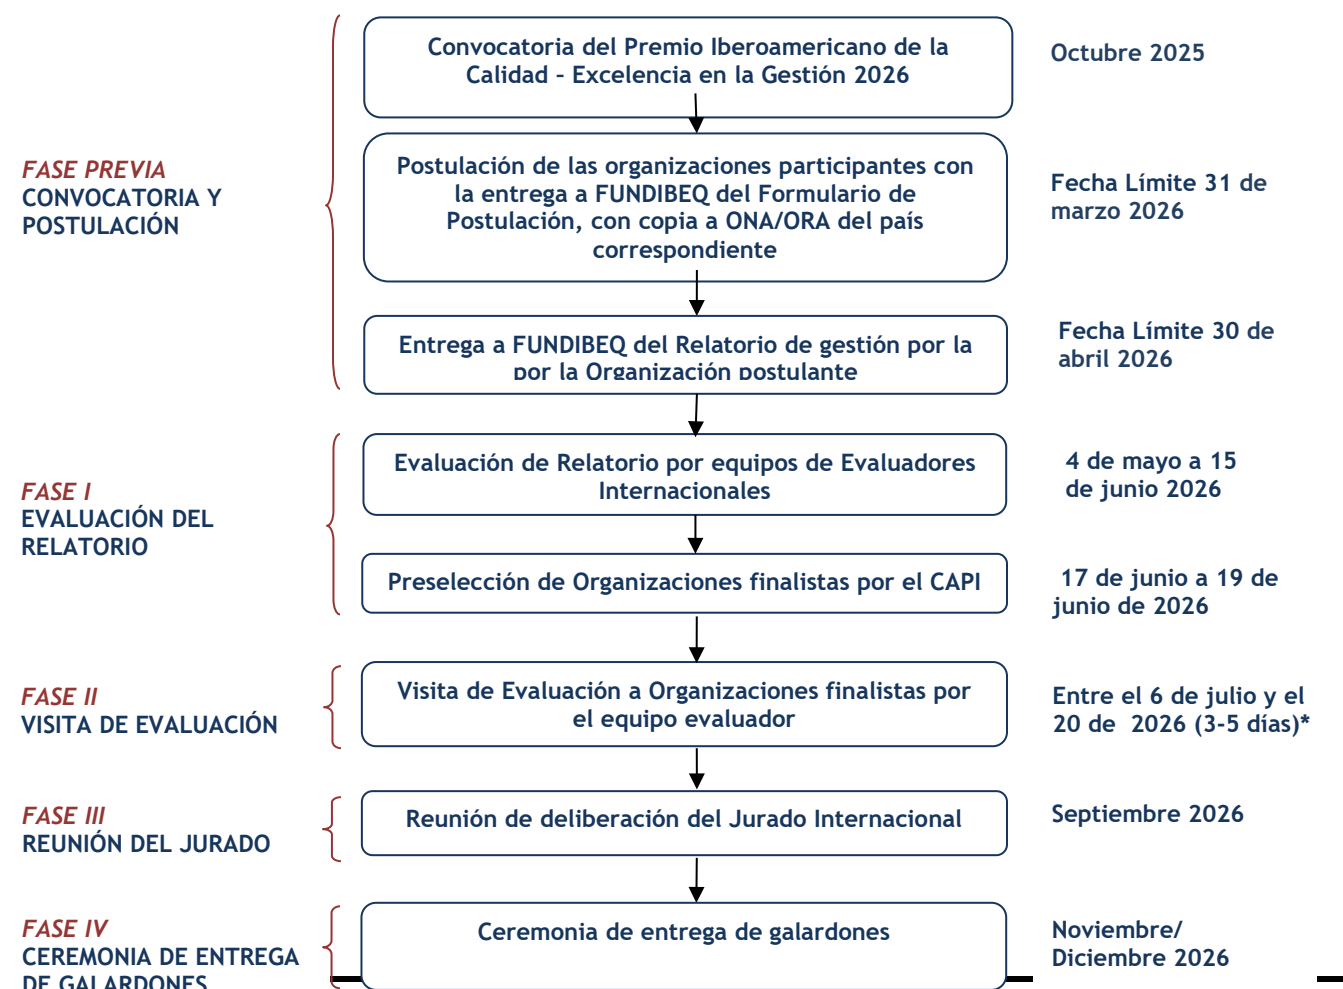 Convocatoria del Premio Iberoamericano de la
Calidad - Excelencia en la Gestión 2026
Octubre 2025
FASE PREVIA
CONVOCATORIA Y
POSTULACIÓN
Postulación de las organizaciones participantes con
la entrega a FUNDIBEQ del Formulario de
Postulación, con copia a ONA/ORA del país
correspondiente
Fecha Límite 31 de
marzo 2026
Entrega a FUNDIBEQ del Relatorio de gestión por la
por la Organización postulante
Fecha Límite 30 de
abril 2026
FASE I
EVALUACIÓN DEL
RELATORIO
Evaluación de Relatorio por equipos de Evaluadores
Internacionales
4 de mayo a 15
de junio 2026
Preselección de Organizaciones finalistas por el CAPI
17 de junio a 19 de
junio de 2026
FASE II
VISITA DE EVALUACIÓN
Visita de Evaluación a Organizaciones finalistas por
el equipo evaluador
Entre el 6 de julio y el
20 de  2026 (3-5 días)*
FASE III
REUNIÓN DEL JURADO
Reunión de deliberación del Jurado Internacional
Septiembre 2026
FASE IV
CEREMONIA DE ENTREGA
DE GALARDONES
Ceremonia de entrega de galardones
Noviembre/
Diciembre 2026